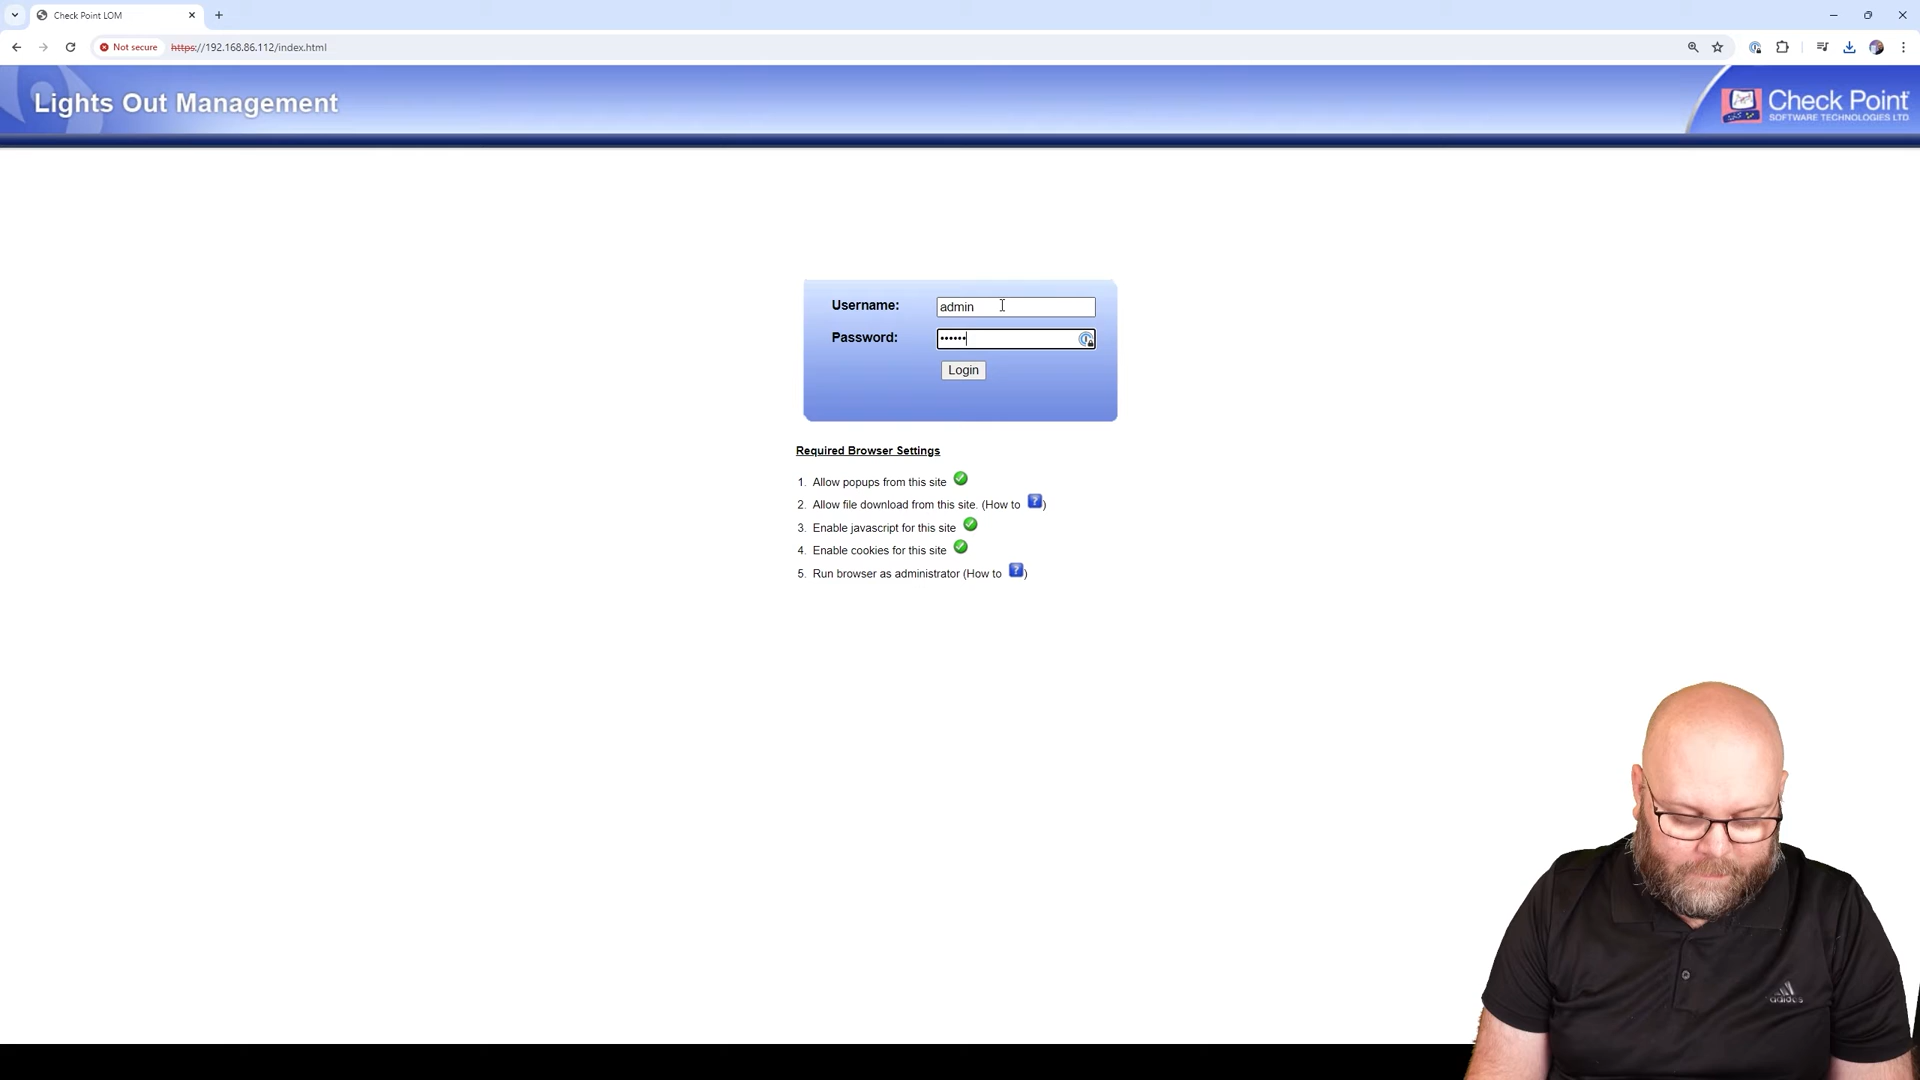 Check Point LOM
Not secure
https://192.168.86.112/index.html
Lights Out Management
Check Point
SOFTWARE TECHNOLOGIES LTD
Username:
admin
Password:
••••••
Login
Required Browser Settings
1. Allow popups from this site
2. Allow file download from this site. (How to ? )
3. Enable javascript for this site
4. Enable cookies for this site
5. Run browser as administrator (How to ? )
adidas